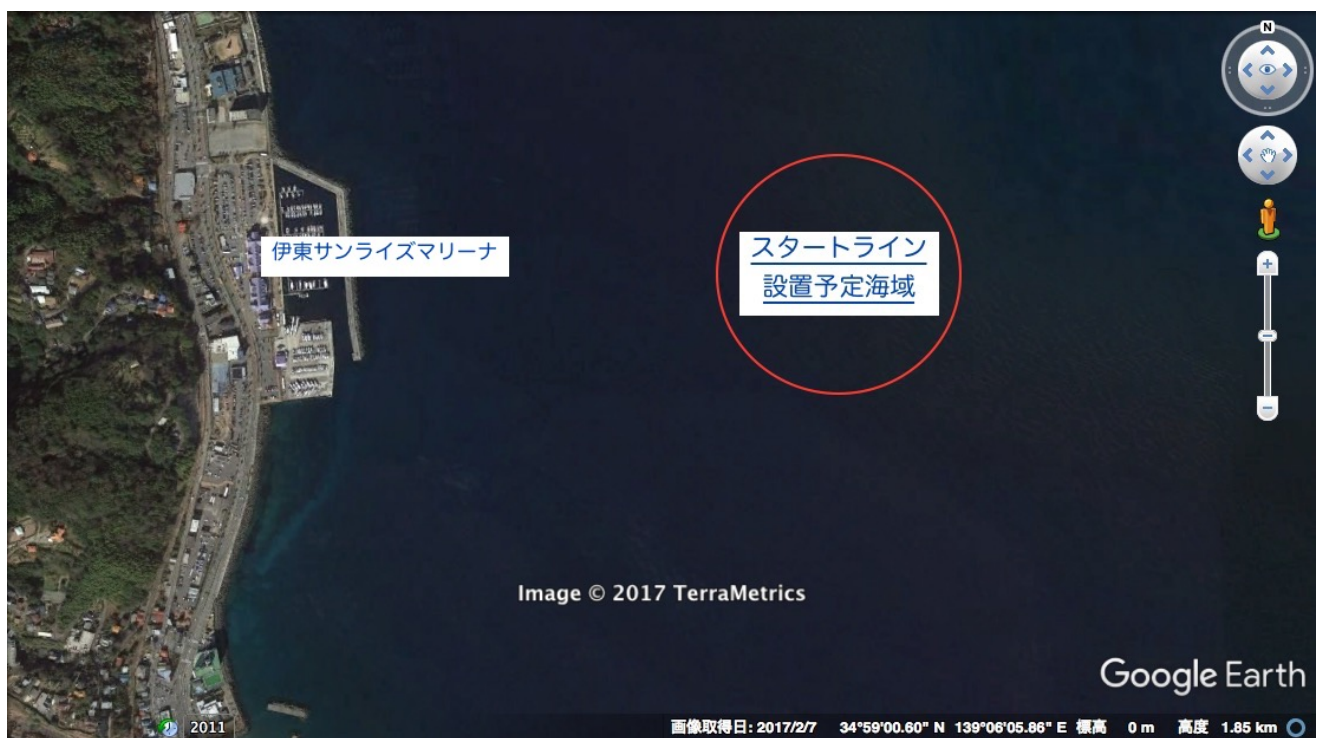 N
伊東サンライズマリーナ
スタートライン
設置予定海域
Image © 2017 TerraMetrics
Google Earth
2011
画像取得日: 2017/2/7 34°59'00.60" N 139°06'05.86" E 標高 0 m 高度 1.85 km